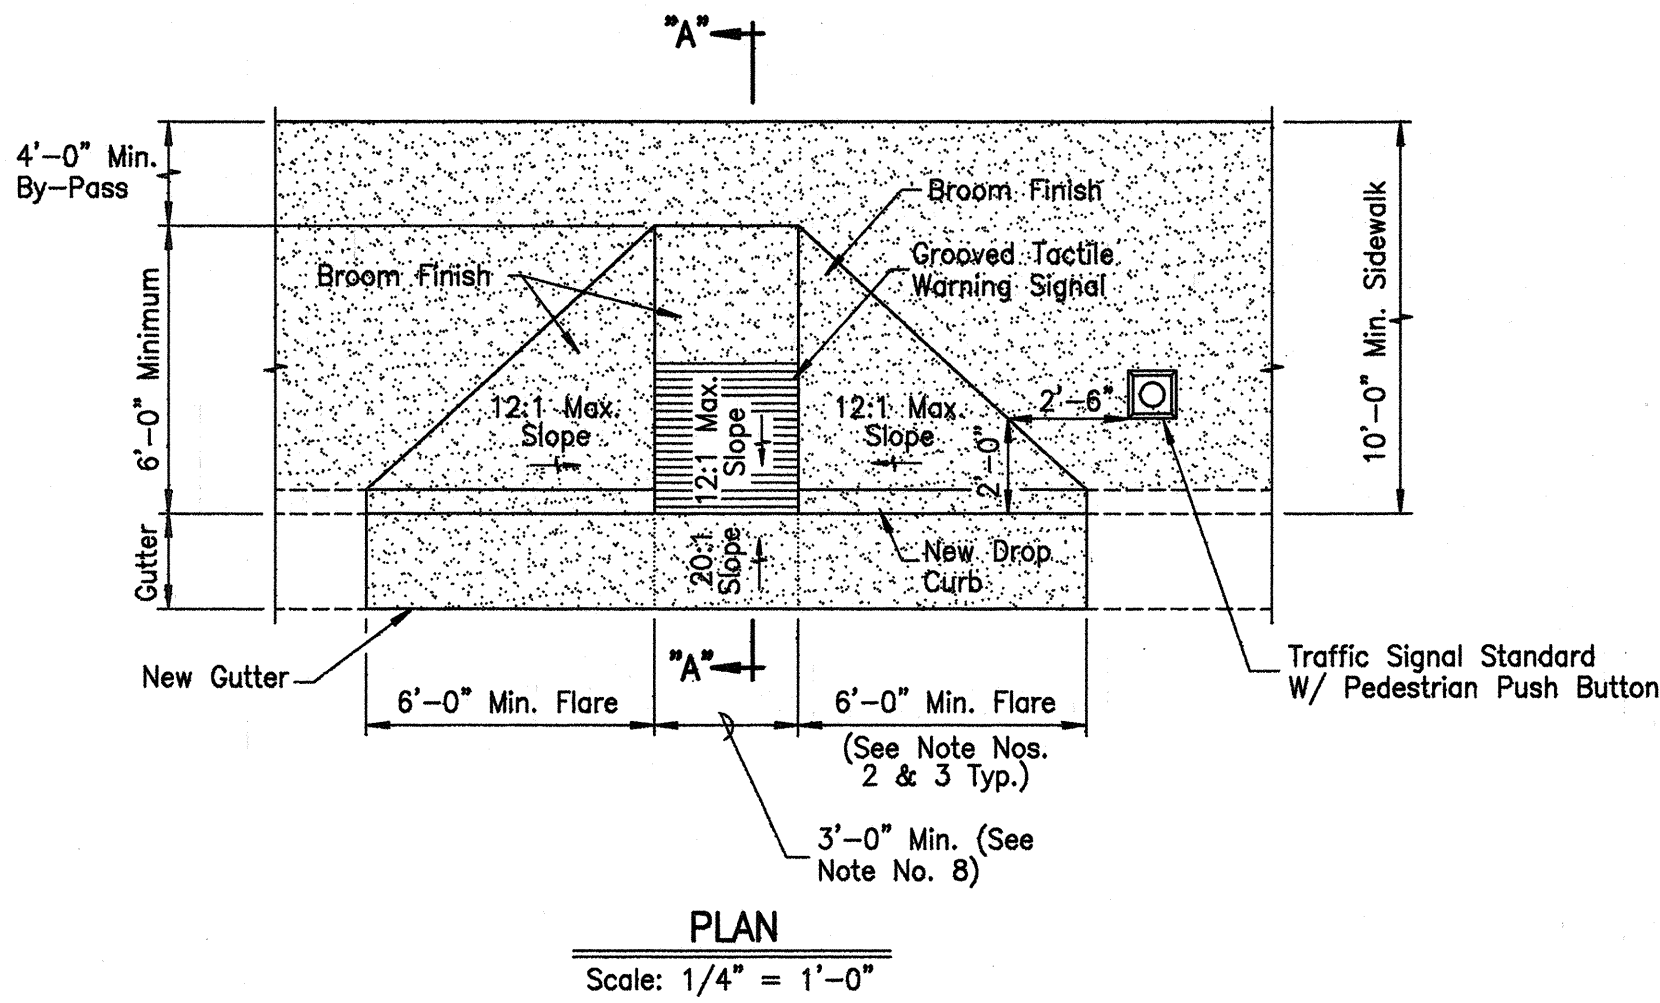 "A"
4'-0" Min.
By-Pass
Broom Finish
Grooved Tactile
Warning Signal
Broom Finish
6'-0" Minimum
10'-0" Min. Sidewalk
12:1 Max.
Slope
12:1 Max.
Slope
12:1 Max.
Slope
2'-6"
2'-0"
Gutter
20:1
Slope
New Drop
Curb
New Gutter
"A"
Traffic Signal Standard
W/ Pedestrian Push Button
6'-0" Min. Flare
6'-0" Min. Flare
(See Note Nos.
2 & 3 Typ.)
3'-0" Min. (See
Note No. 8)
PLAN
Scale: 1/4" = 1'-0"